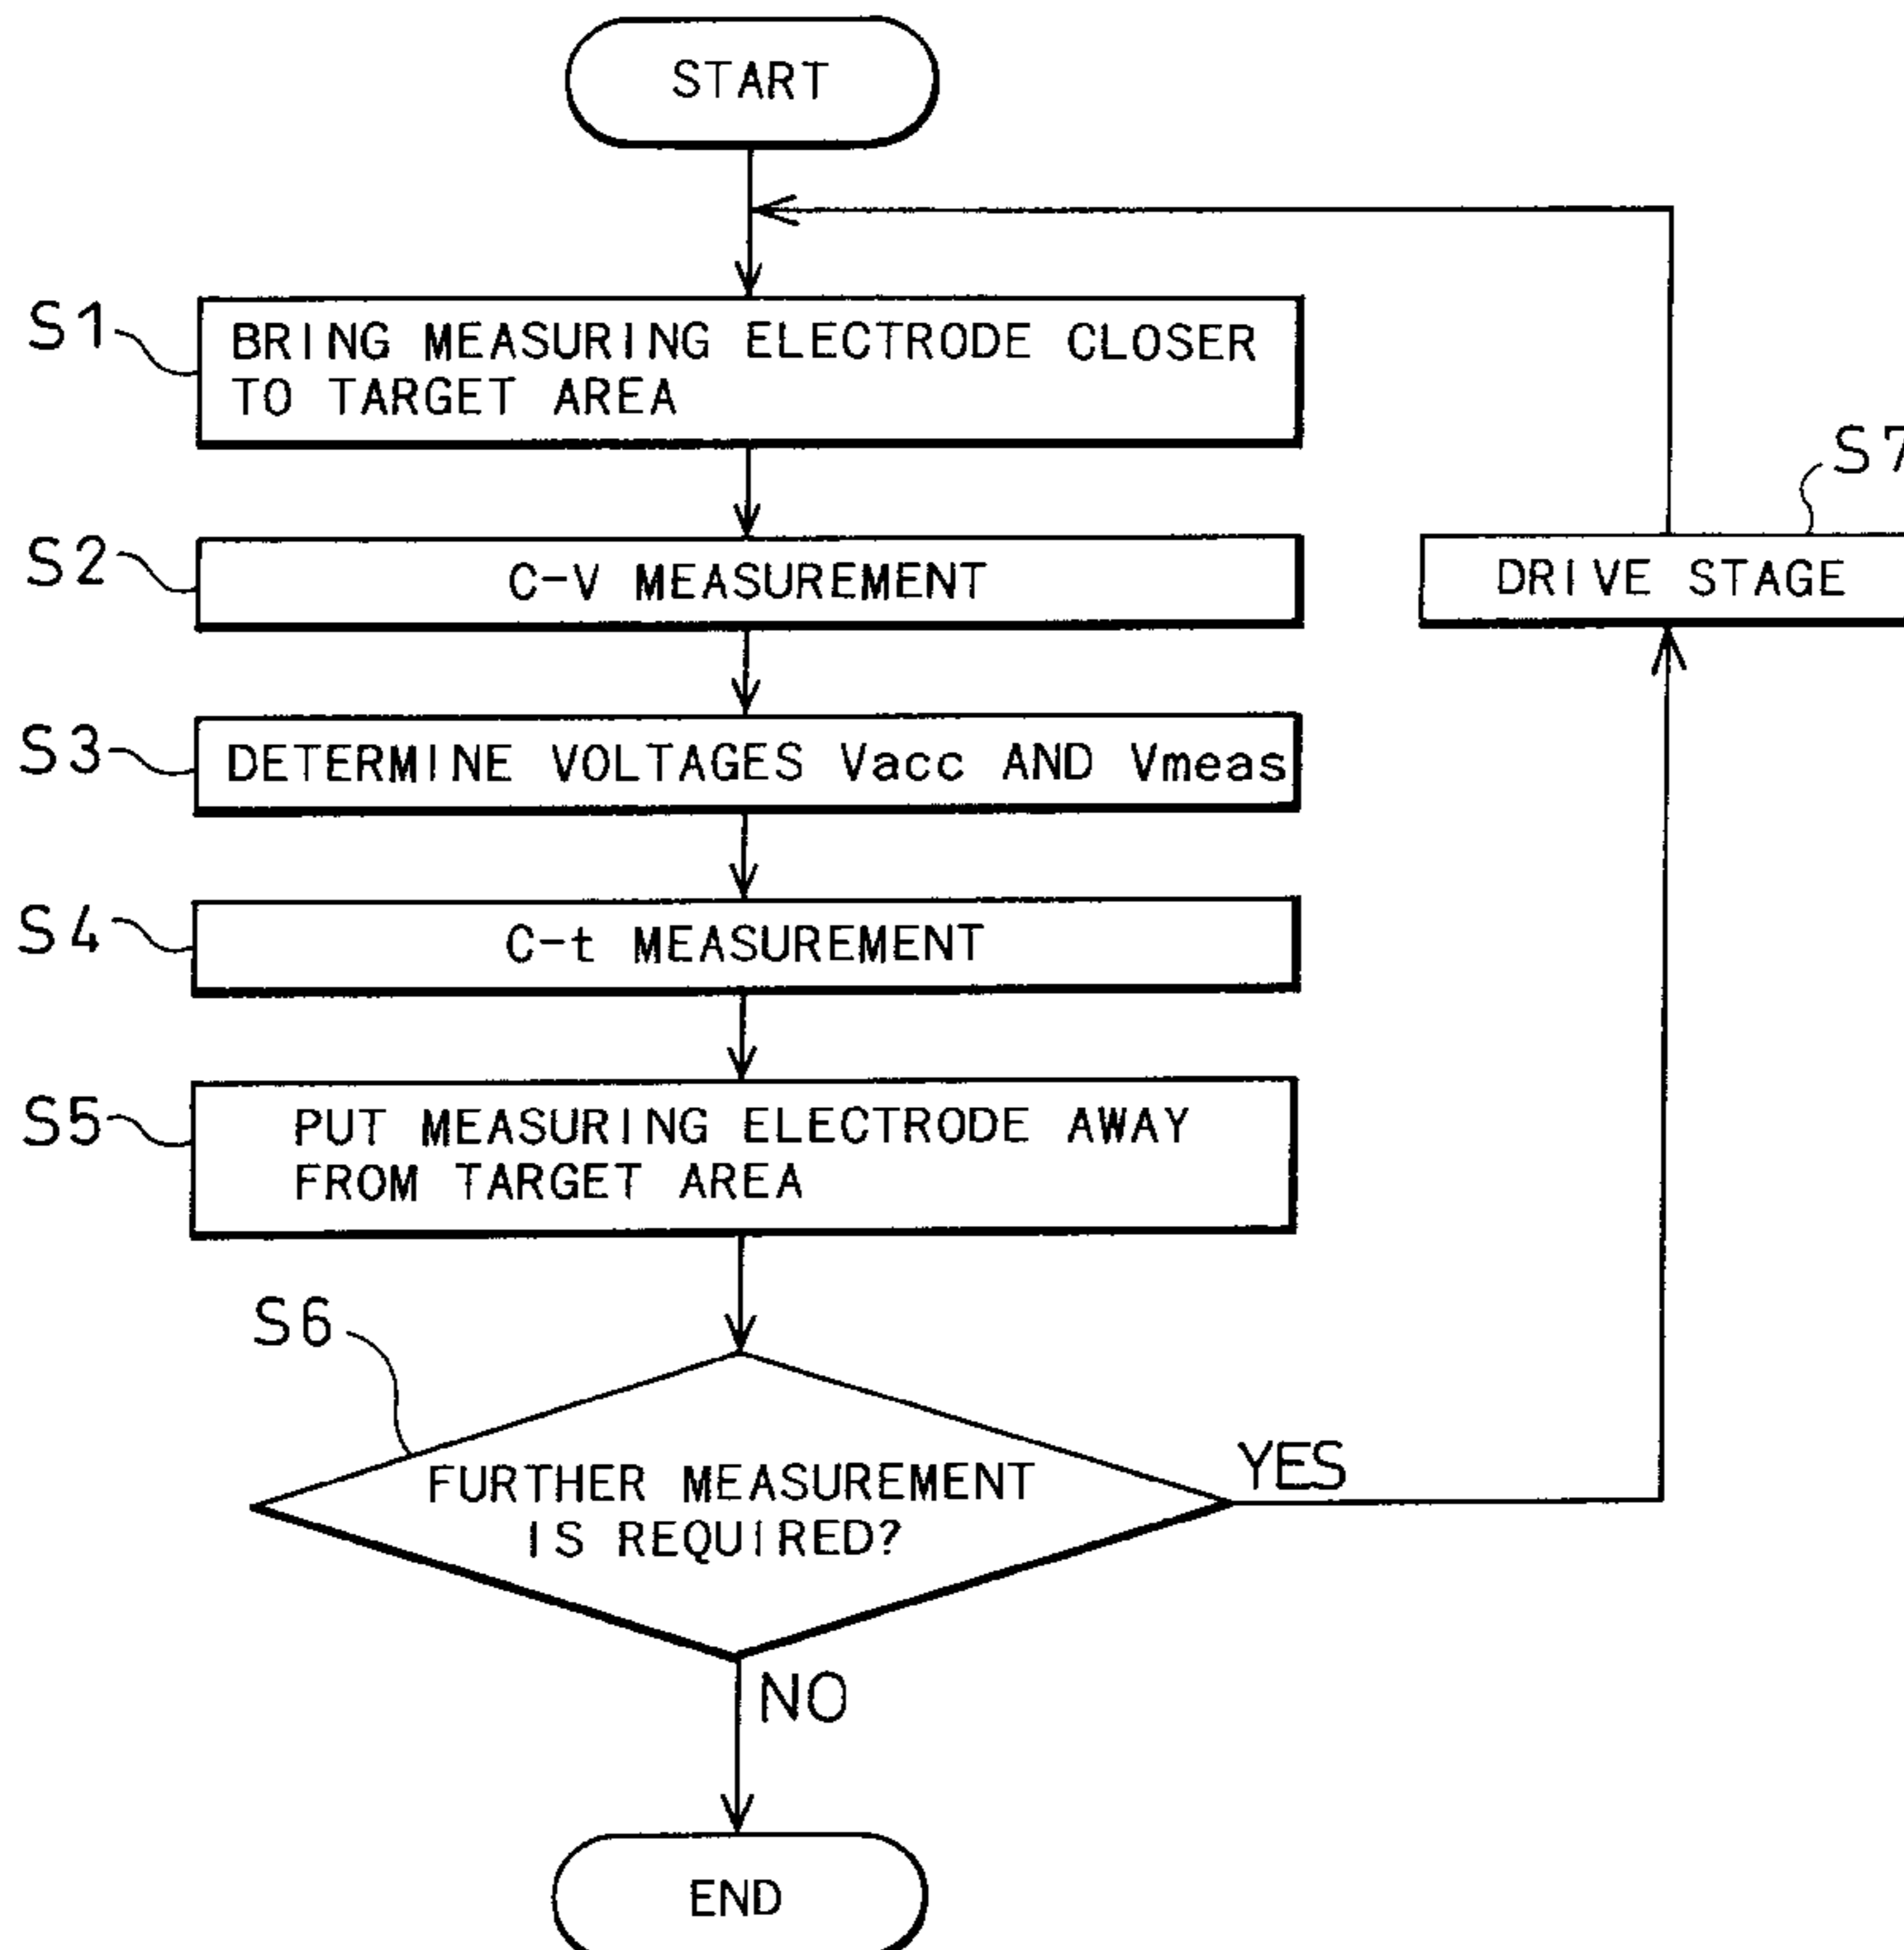 START
S1
BRING MEASURING ELECTRODE CLOSER
TO TARGET AREA
S7
S2
C-V MEASUREMENT
DRIVE STAGE
S3
DETERMINE VOLTAGES Vacc AND Vmeas
S4
C-t MEASUREMENT
S5
PUT MEASURING ELECTRODE AWAY
FROM TARGET AREA
S6
FURTHER MEASUREMENT
IS REQUIRED?
YES
NO
END